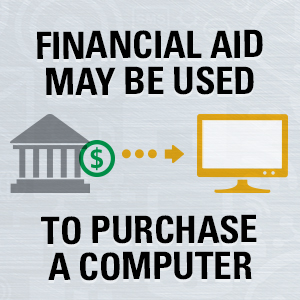 FINANCIAL AID
MAY BE USED
$
TO PURCHASE
A COMPUTER